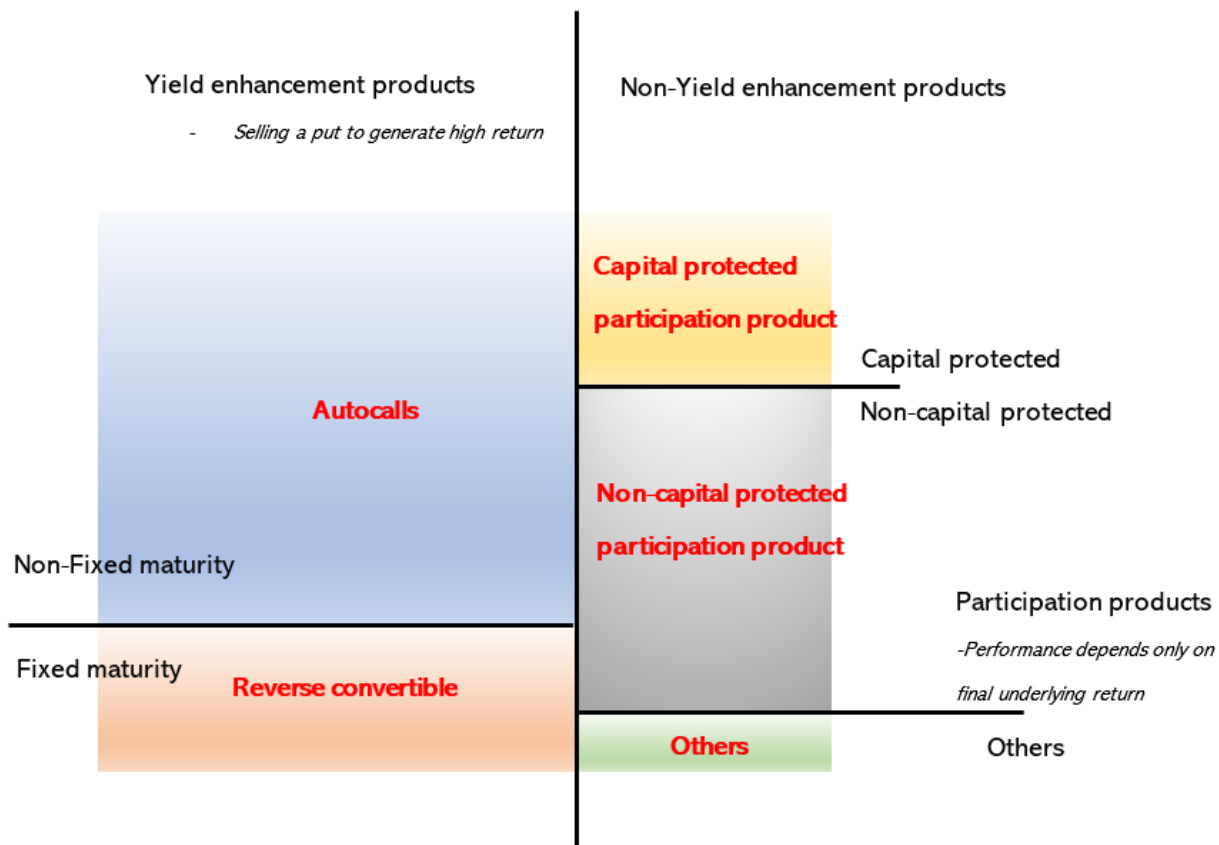 Yield enhancement products
- Selling a put to generate high return
Non-Yield enhancement products
Capital protected
participation product
Capital protected
Non-capital protected
Autocalls
Non-capital protected
participation product
Non-Fixed maturity
Fixed maturity
Reverse convertible
Participation products
-Performance depends only on
final underlying return
Others
Others